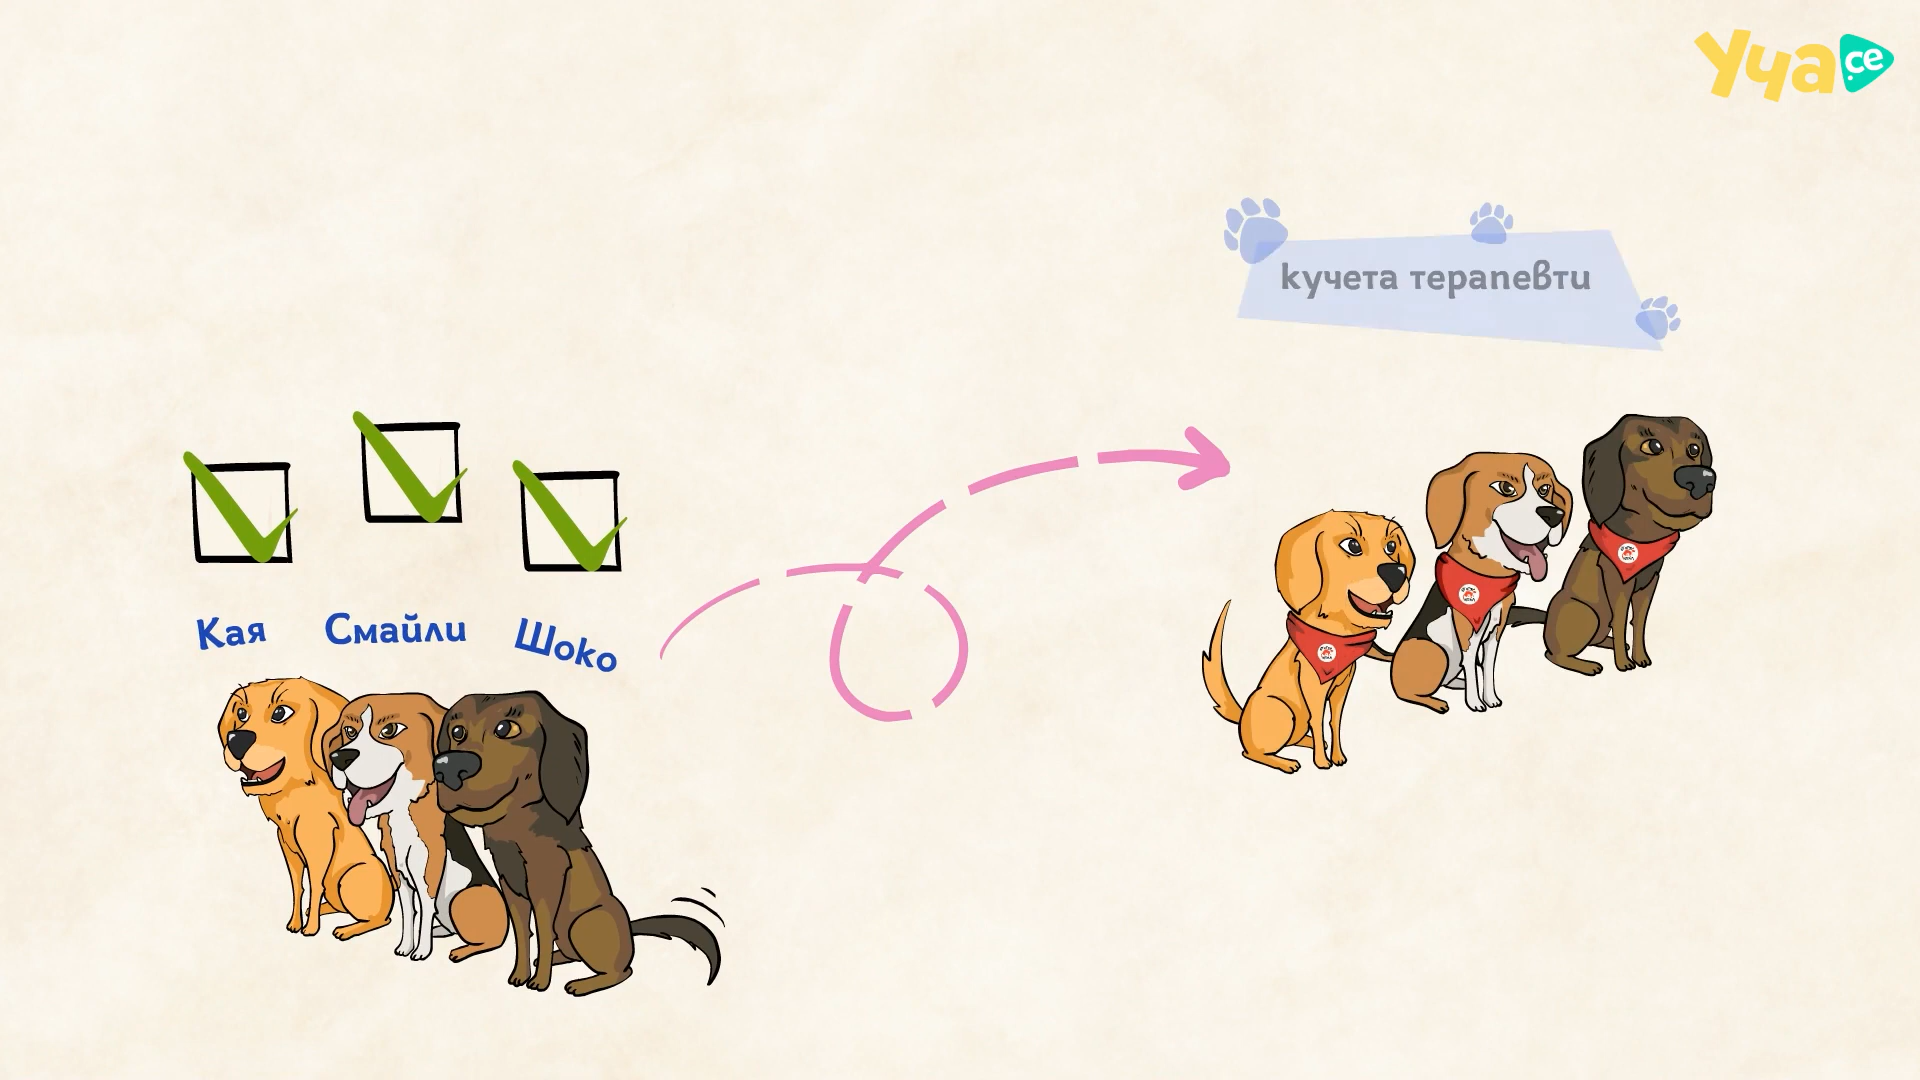 Уча.се
кучета терапевти
Кая
Смайли
Шоко